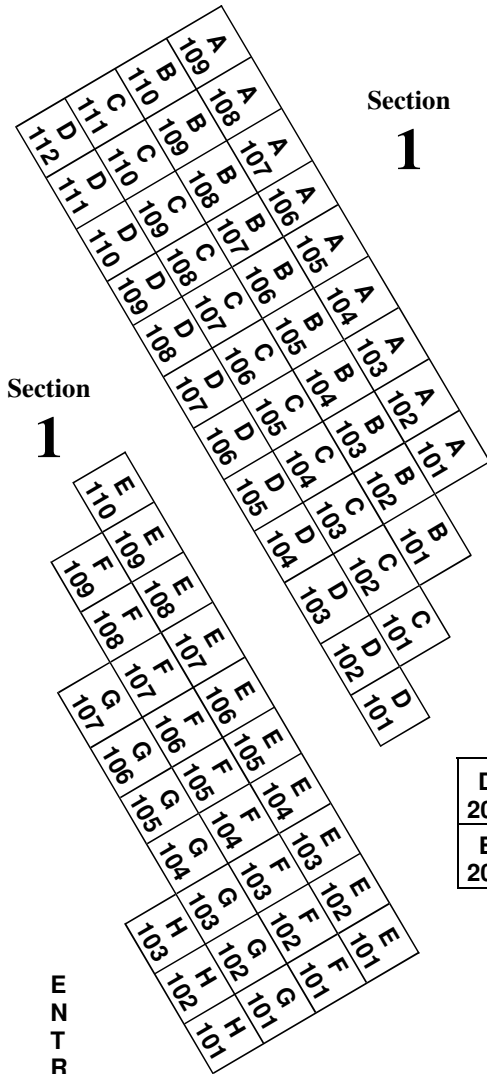 Section
1
A 109
A 108
A 107
A 106
A 105
A 104
A 103
A 102
A 101
B 110
B 109
B 108
B 107
B 106
B 105
B 104
B 103
B 102
B 101
C 111
C 110
C 109
C 108
C 107
C 106
C 105
C 104
C 103
C 102
C 101
D 112
D 111
D 110
D 109
D 108
D 107
D 106
D 105
D 104
D 103
D 102
D 101
Section
1
E 110
E 109
E 108
E 107
E 106
E 105
E 104
E 103
E 102
E 101
F 109
F 108
F 107
F 106
F 105
F 104
F 103
F 102
F 101
G 107
G 106
G 105
G 104
G 103
G 102
G 101
H 103
H 102
H 101
20
20
E
N
T
R